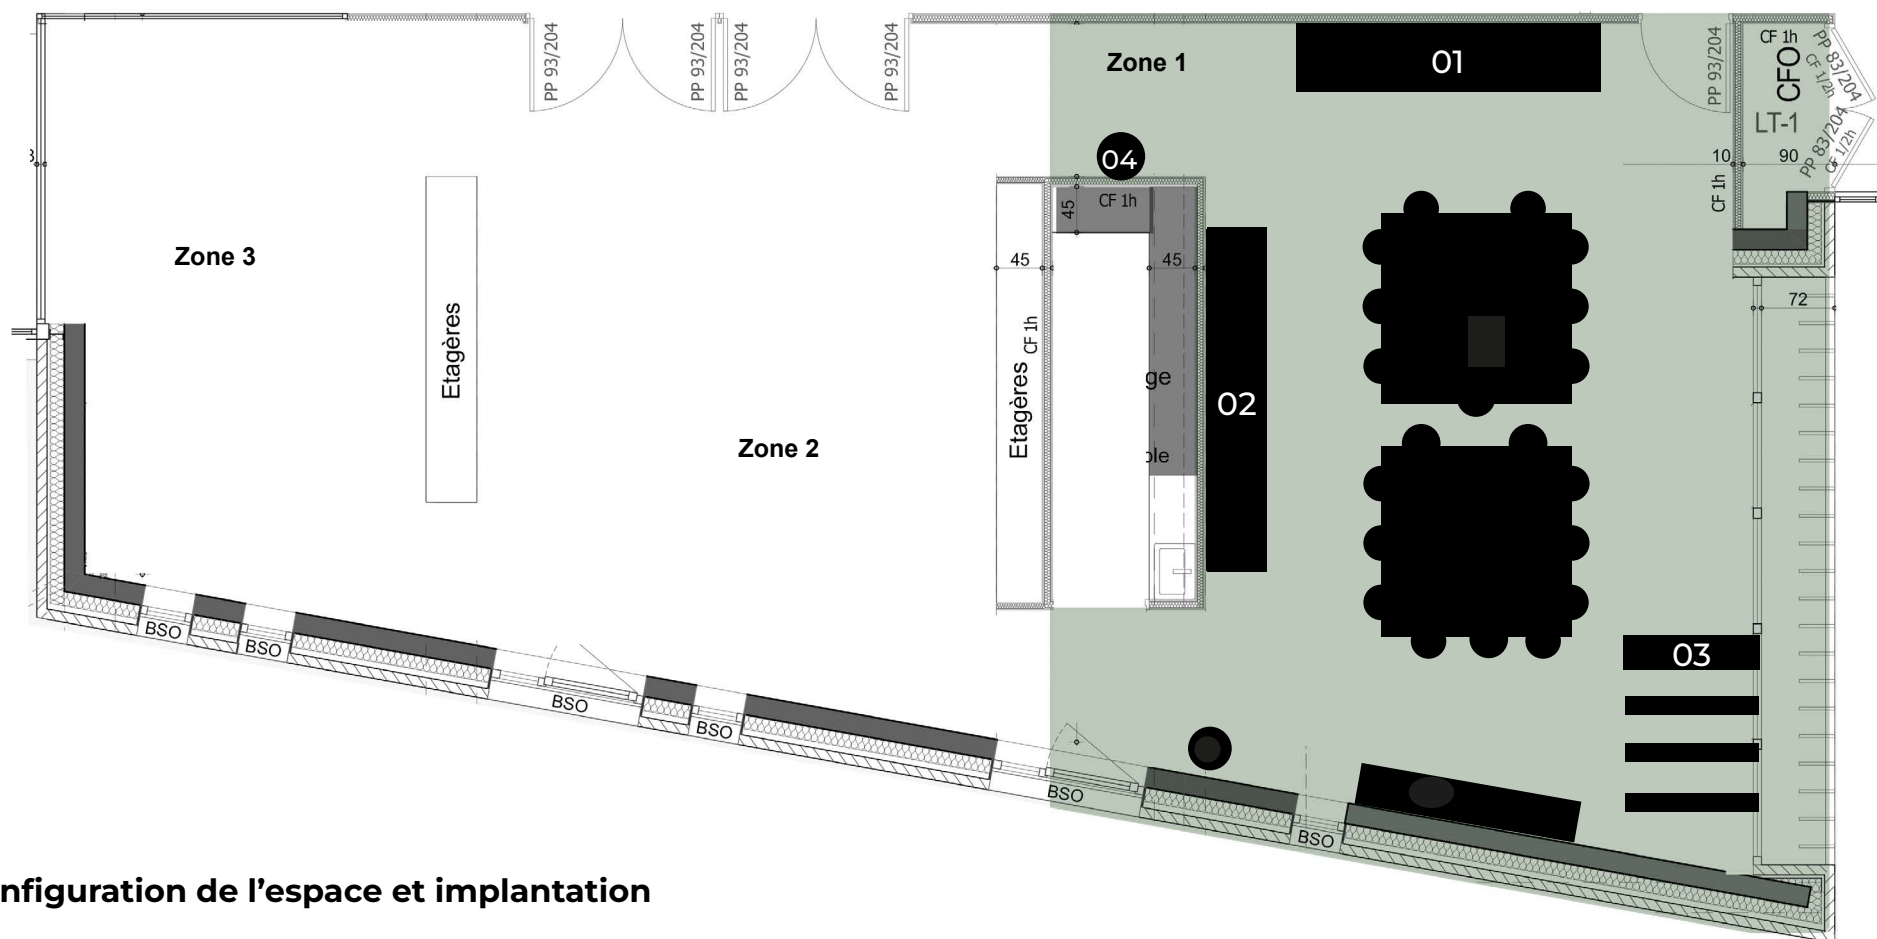 PP 93/204
PP 93/204
PP 93/204
PP 93/204
Zone 1
01
PP 93/204
CF 1h
CFO
LT-1
PP 83/204
CF 1/2h
PP 83/204
CF 1/2h
10
90
CF 1h
04
CF 1h
45
45
45
72
Zone 3
Etagères
Zone 2
Etagères
CF 1h
ge
ole
02
03
BSO
BSO
BSO
BSO
BSO
BSO
nfiguration de l'espace et implantation